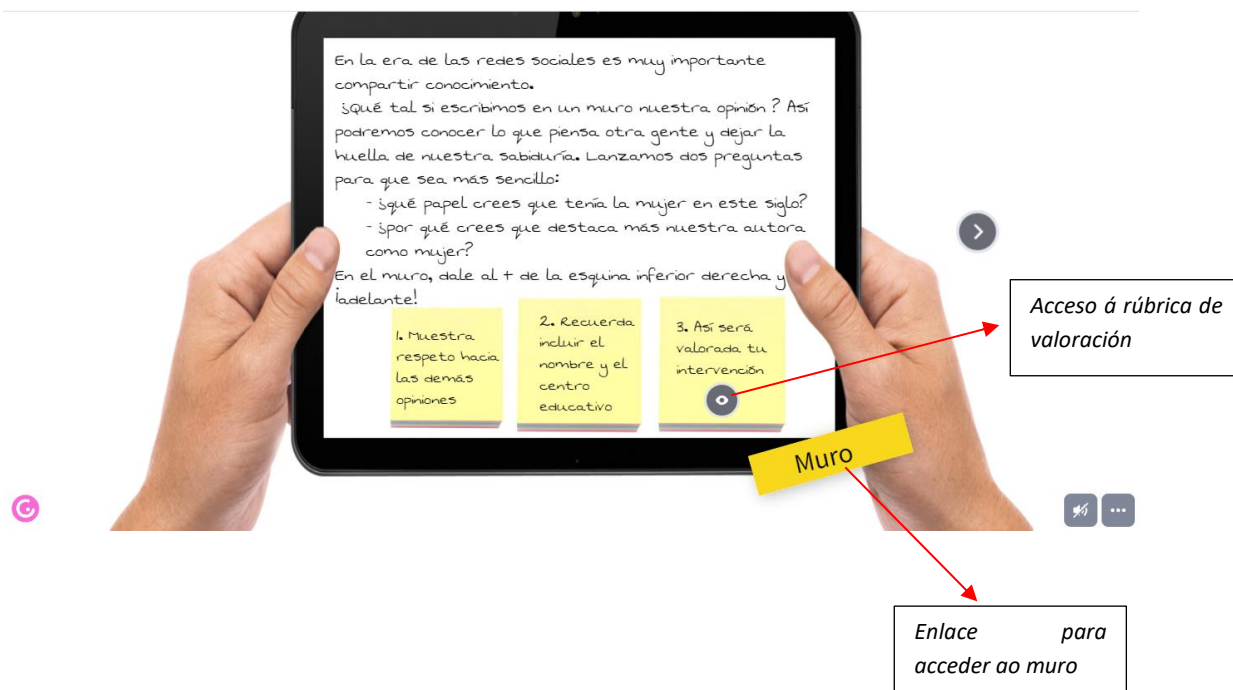 En la era de las redes sociales es muy importante
compartir conocimiento.
¿Qué tal si escribimos en un muro nuestra opinión ? Así
podremos conocer lo que piensa otra gente y dejar la
huella de nuestra sabiduría. Lanzamos dos preguntas
para que sea más sencillo:
- ¿qué papel crees que tenía la mujer en este siglo?
- ¿por qué crees que destaca más nuestra autora
como mujer?
En el muro, dale al + de la esquina inferior derecha y
¡adelante!
1. Muestra
respeto hacia
las demás
opiniones
2. Recuerda
incluir el
nombre y el
centro
educativo
3. Así será
valorada tu
intervención
Muro
Acceso á rúbrica de
valoración
Enlace para
acceder ao muro